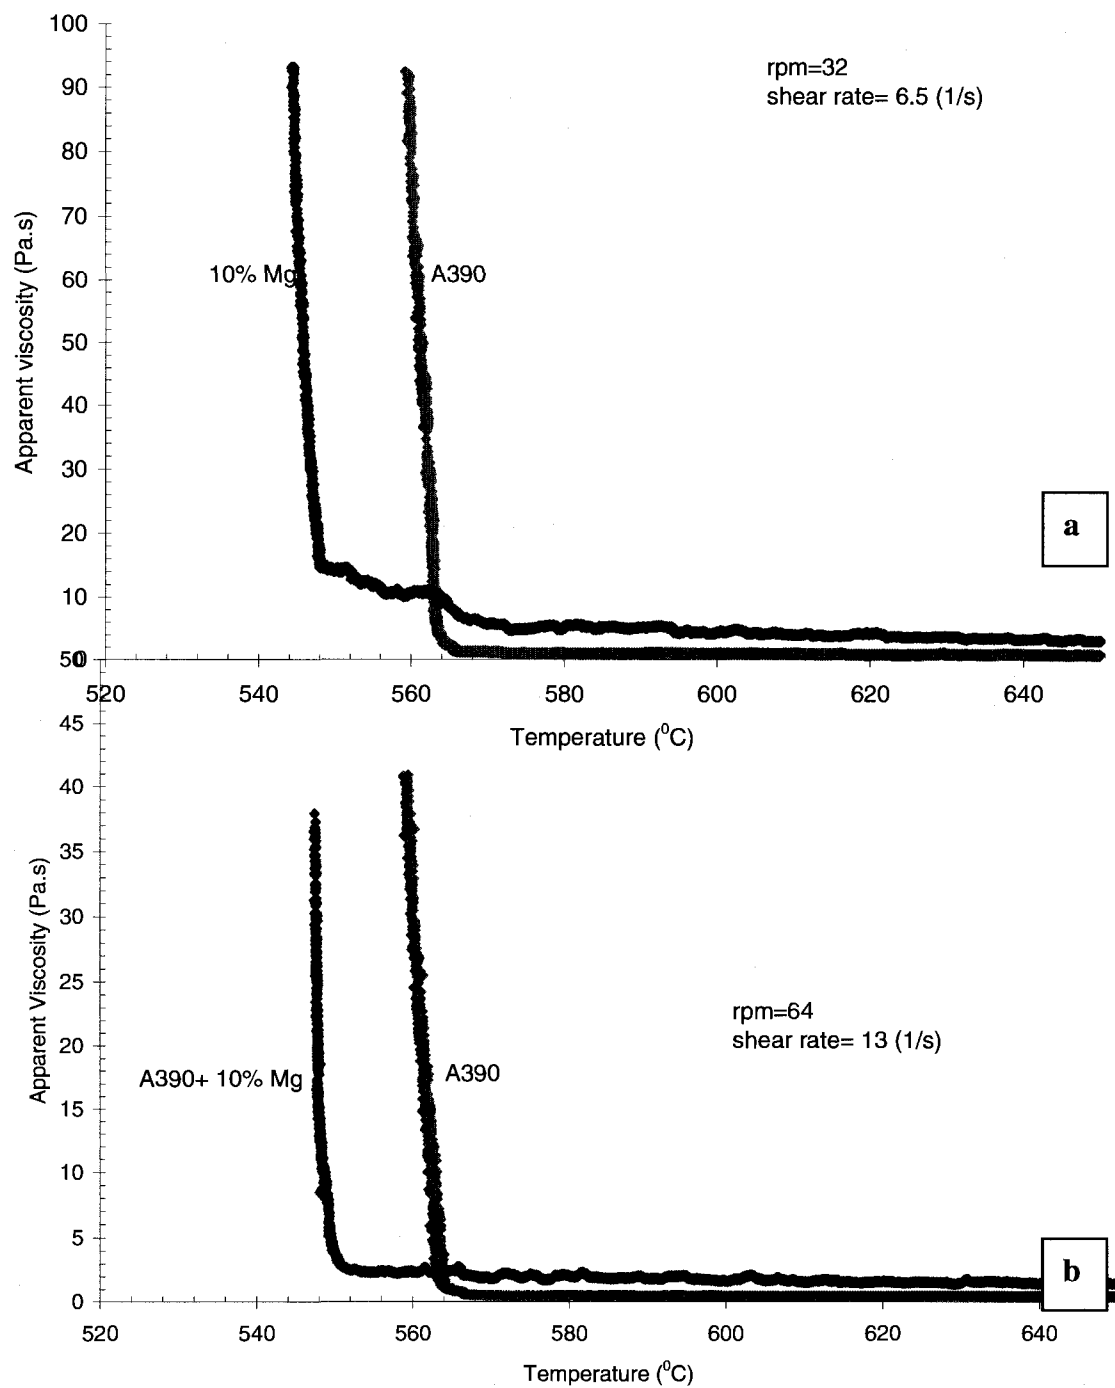 100
90
80
70
60
50
40
30
20
10
0
Apparent viscosity (Pa.s)
rpm=32
shear rate= 6.5 (1/s)
10% Mg
A390
a
520 540 560 580 600 620 640
Temperature (⁰C)
50
45
40
35
30
25
20
15
10
5
0
Apparent Viscosity (Pa.s)
rpm=64
shear rate= 13 (1/s)
A390+ 10% Mg
A390
b
520 540 560 580 600 620 640
Temperature (⁰C)